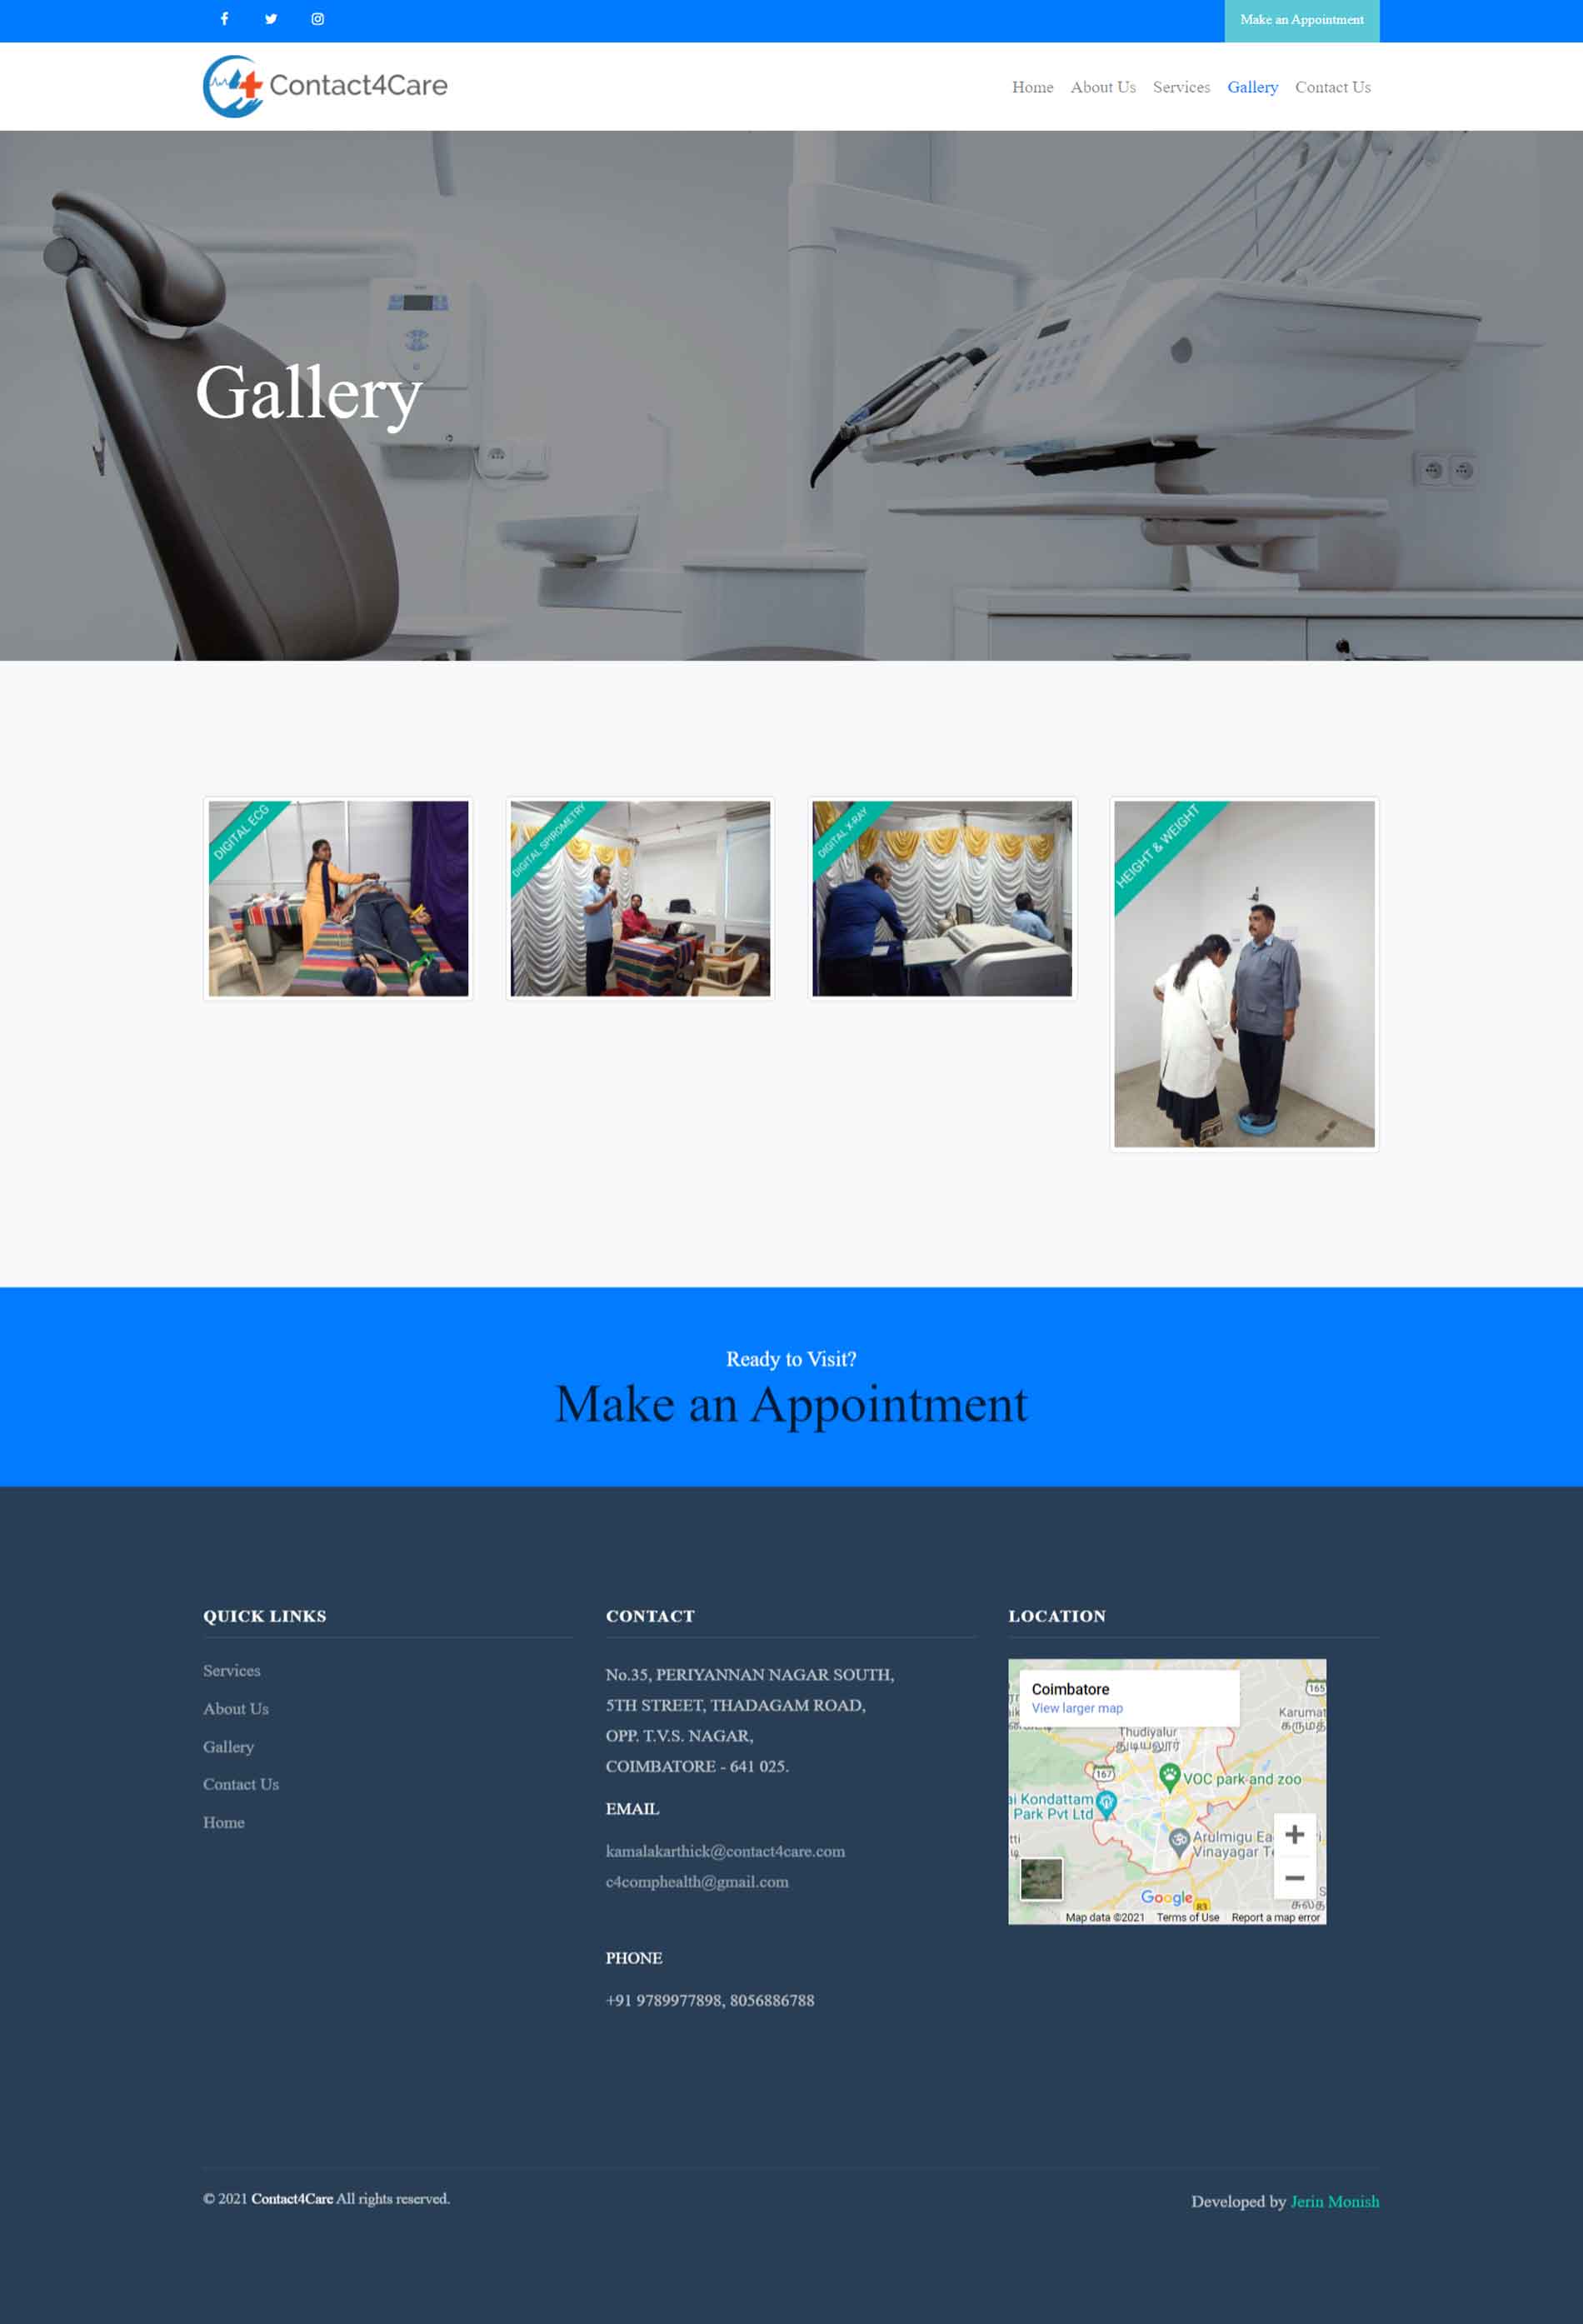 Make an Appointment
Contact4Care
Home About Us Services Gallery Contact Us
Gallery
DIGITAL ECG
DIGITAL SPIROMETRY
DIGITAL X-RAY
HEIGHT & WEIGHT
Ready to Visit?
Make an Appointment
QUICK LINKS
Services
About Us
Gallery
Contact Us
Home
CONTACT
No.35, PERIYANNAN NAGAR SOUTH,
5TH STREET, THADAGAM ROAD,
OPP. T.V.S. NAGAR,
COIMBATORE - 641 025.
EMAIL
kamalakarthick@contact4care.com
c4comphealth@gmail.com
PHONE
+91 9789977898, 8056886788
LOCATION
Coimbatore
View larger map
165
Karumat
கருமத்
Thudiyalur
துடியலூர்
167
VOC park and zoo
ai Kondattam
Park Pvt Ltd
Arulmigu Ea
Vinayagar Te
Google
83
Map data ©2021 Terms of Use Report a map error
© 2021 Contact4Care All rights reserved.
Developed by Jerin Monish